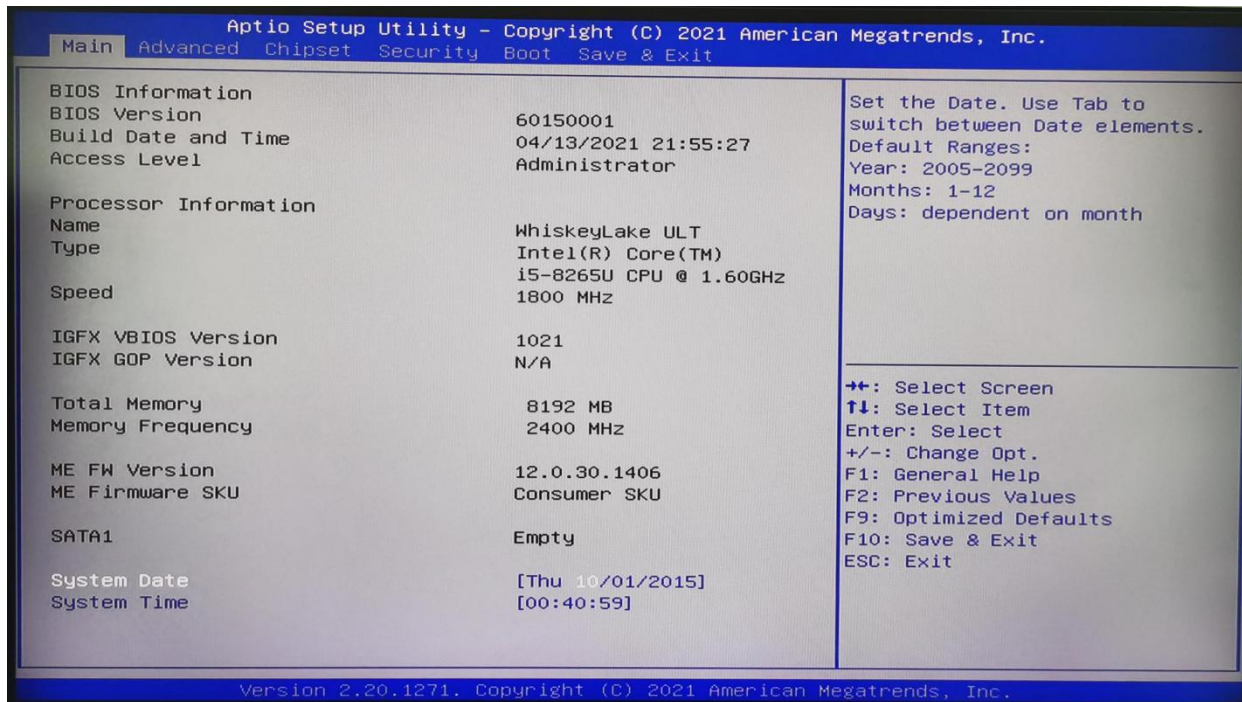 Aptio Setup Utility – Copyright (C) 2021 American Megatrends, Inc.
Main Advanced Chipset Security Boot Save & Exit
BIOS Information
BIOS Version 60150001
Build Date and Time 04/13/2021 21:55:27
Access Level Administrator
Processor Information
Name WhiskeyLake ULT
Type Intel(R) Core(TM)
i5-8265U CPU @ 1.60GHz
Speed 1800 MHz
IGFX VBIOS Version 1021
IGFX GOP Version N/A
Total Memory 8192 MB
Memory Frequency 2400 MHz
ME FW Version 12.0.30.1406
ME Firmware SKU Consumer SKU
SATA1 Empty
System Date [Thu 10/01/2015]
System Time [00:40:59]
Set the Date. Use Tab to
switch between Date elements.
Default Ranges:
Year: 2005-2099
Months: 1-12
Days: dependent on month
→←: Select Screen
↑↓: Select Item
Enter: Select
+/-: Change Opt.
F1: General Help
F2: Previous Values
F9: Optimized Defaults
F10: Save & Exit
ESC: Exit
Version 2.20.1271. Copyright (C) 2021 American Megatrends, Inc.